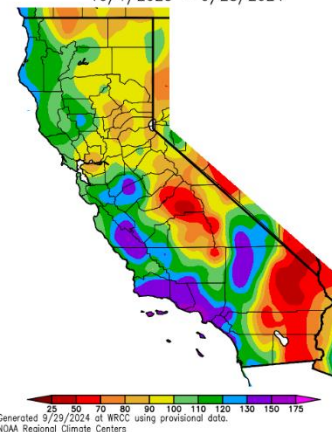 25 50 70 80 90 100 110 120 130 150 175
Generated 9/29/2024 at WRCC using provisional data.
NOAA Regional Climate Centers